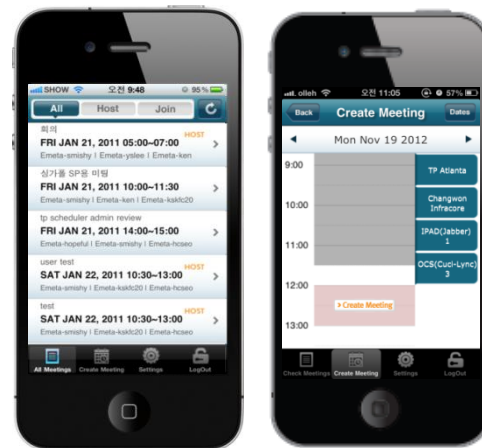 SHOW 오전 9:48 95%
All Host Join
회의
HOST
FRI JAN 21, 2011 05:00~07:00
Emeta-smishy | Emeta-yslee | Emeta-ken
싱가폴 SP용 미팅
FRI JAN 21, 2011 10:00~11:30
Emeta-smishy | Emeta-ken | Emeta-kskfc20
tp scheduler admin review
FRI JAN 21, 2011 14:00~15:00
Emeta-hopeful | Emeta-smishy | Emeta-hcseo
user test
HOST
SAT JAN 22, 2011 10:30~13:00
Emeta-smishy | Emeta-kskfc20 | Emeta-hcseo
test
HOST
SAT JAN 22, 2011 10:30~13:00
Emeta-smishy | Emeta-kskfc20 | Emeta-hcseo
All Meetings Create Meeting Settings LogOut
olleh 오전 11:05 57%
Back Create Meeting Dates
Mon Nov 19 2012
9:00
10:00
11:00
12:00
13:00
TP Atlanta
Changwon
Infracore
IPAD(Jabber)
1
OCS(Cuci-Lync)
3
Create Meeting
Check Meetings Create Meeting Settings LogOut